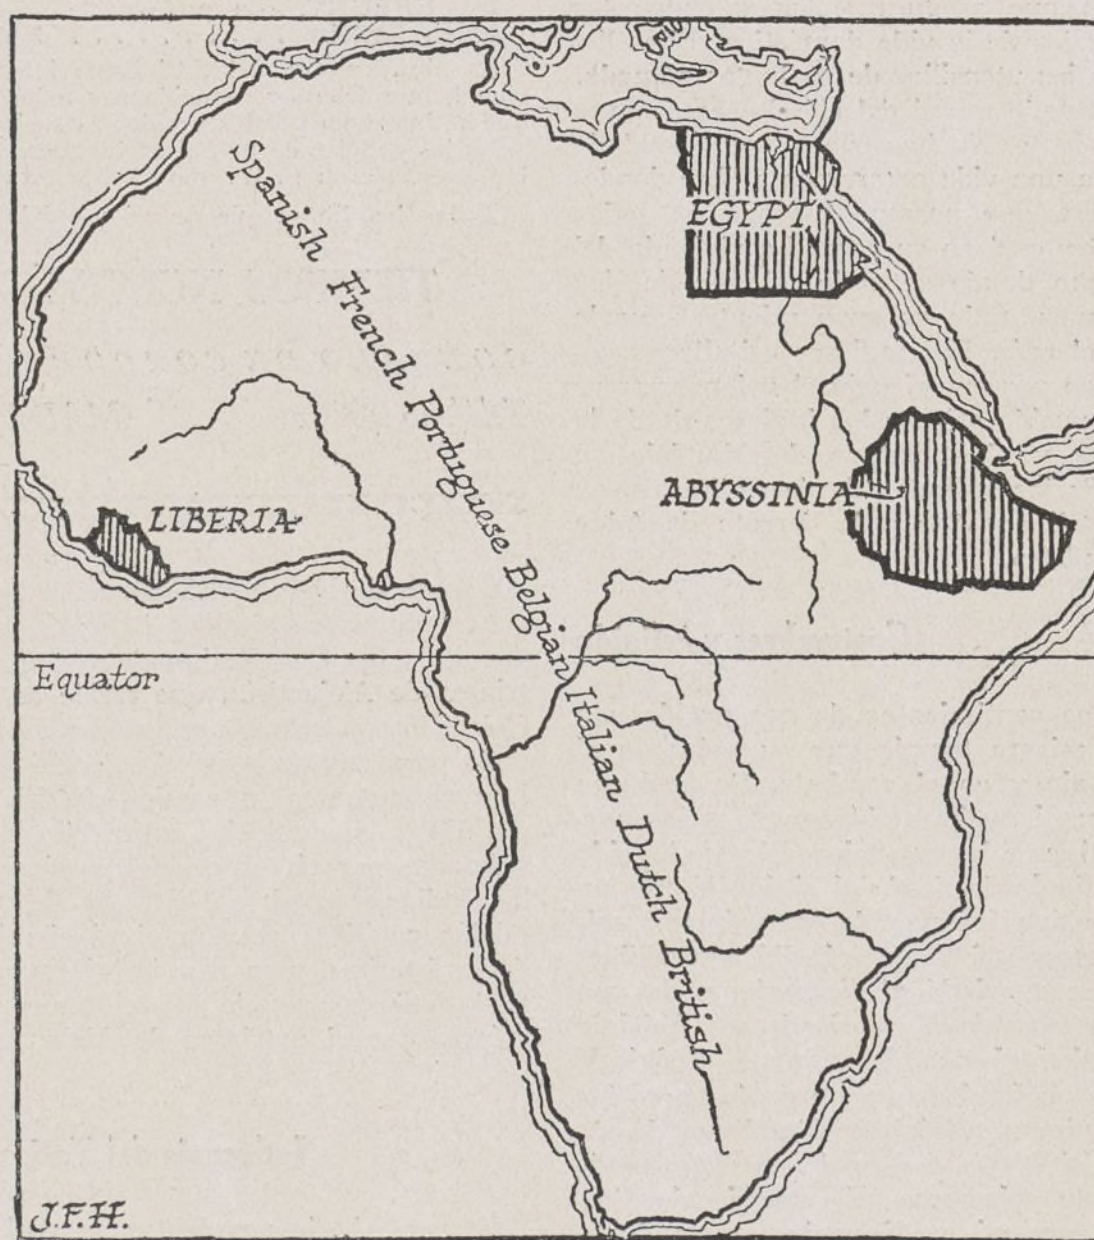 EGYPT
Spanish French Portuguese Belgian Italian Dutch British
ABYSSINIA
LIBERIA
Equator
J.F.H.